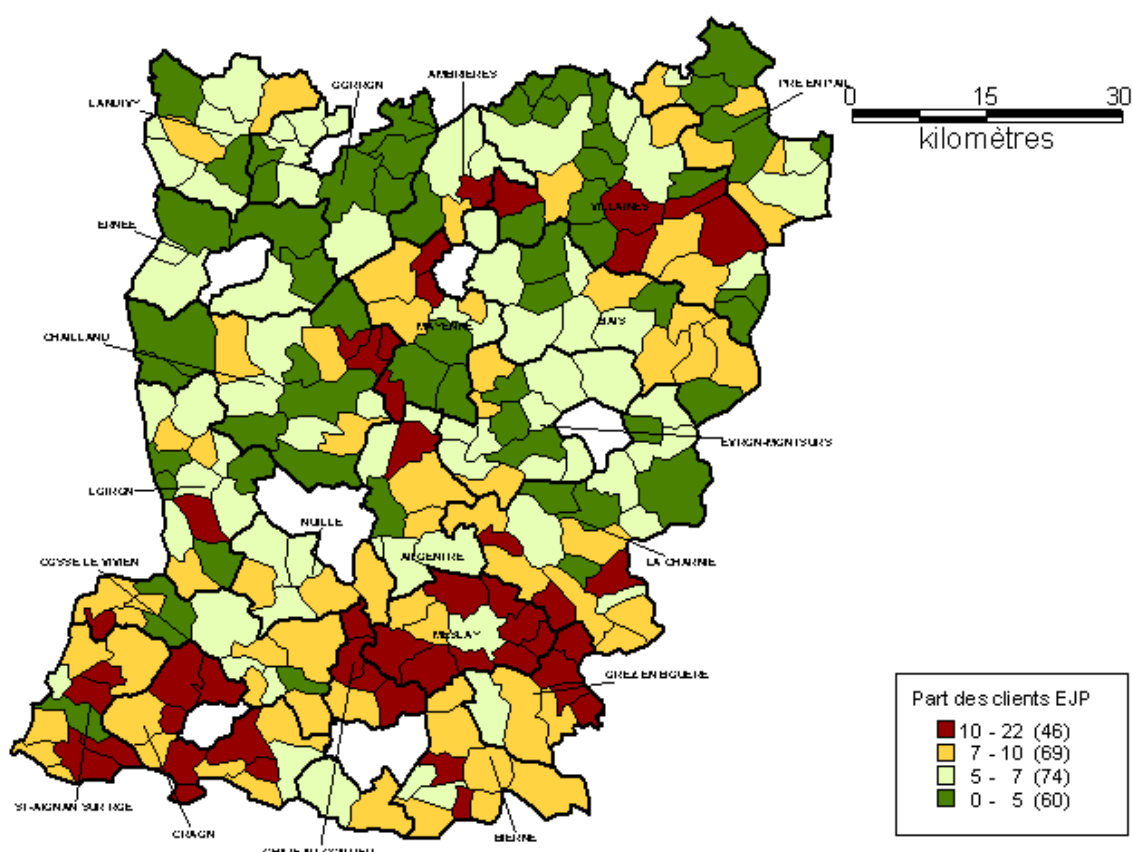 AMBRIERES
GORRON
PRE EN PAIL
LANDIVY
0 15 30
kilomètres
VILLAINES
ERNEE
MAYENNE
BAIS
CHAILLAND
EVRON-MONTSURS
LOIRON
NUILLE
ARGENTRE
LA CHARNIE
COSSE LE VIVIEN
MESLAY
GREZ EN BOUERE
Part des clients EJP
10 - 22 (46)
7 - 10 (69)
5 - 7 (74)
0 - 5 (60)
ST-AIGNAN SUR ROE
CRAON
BIERNE